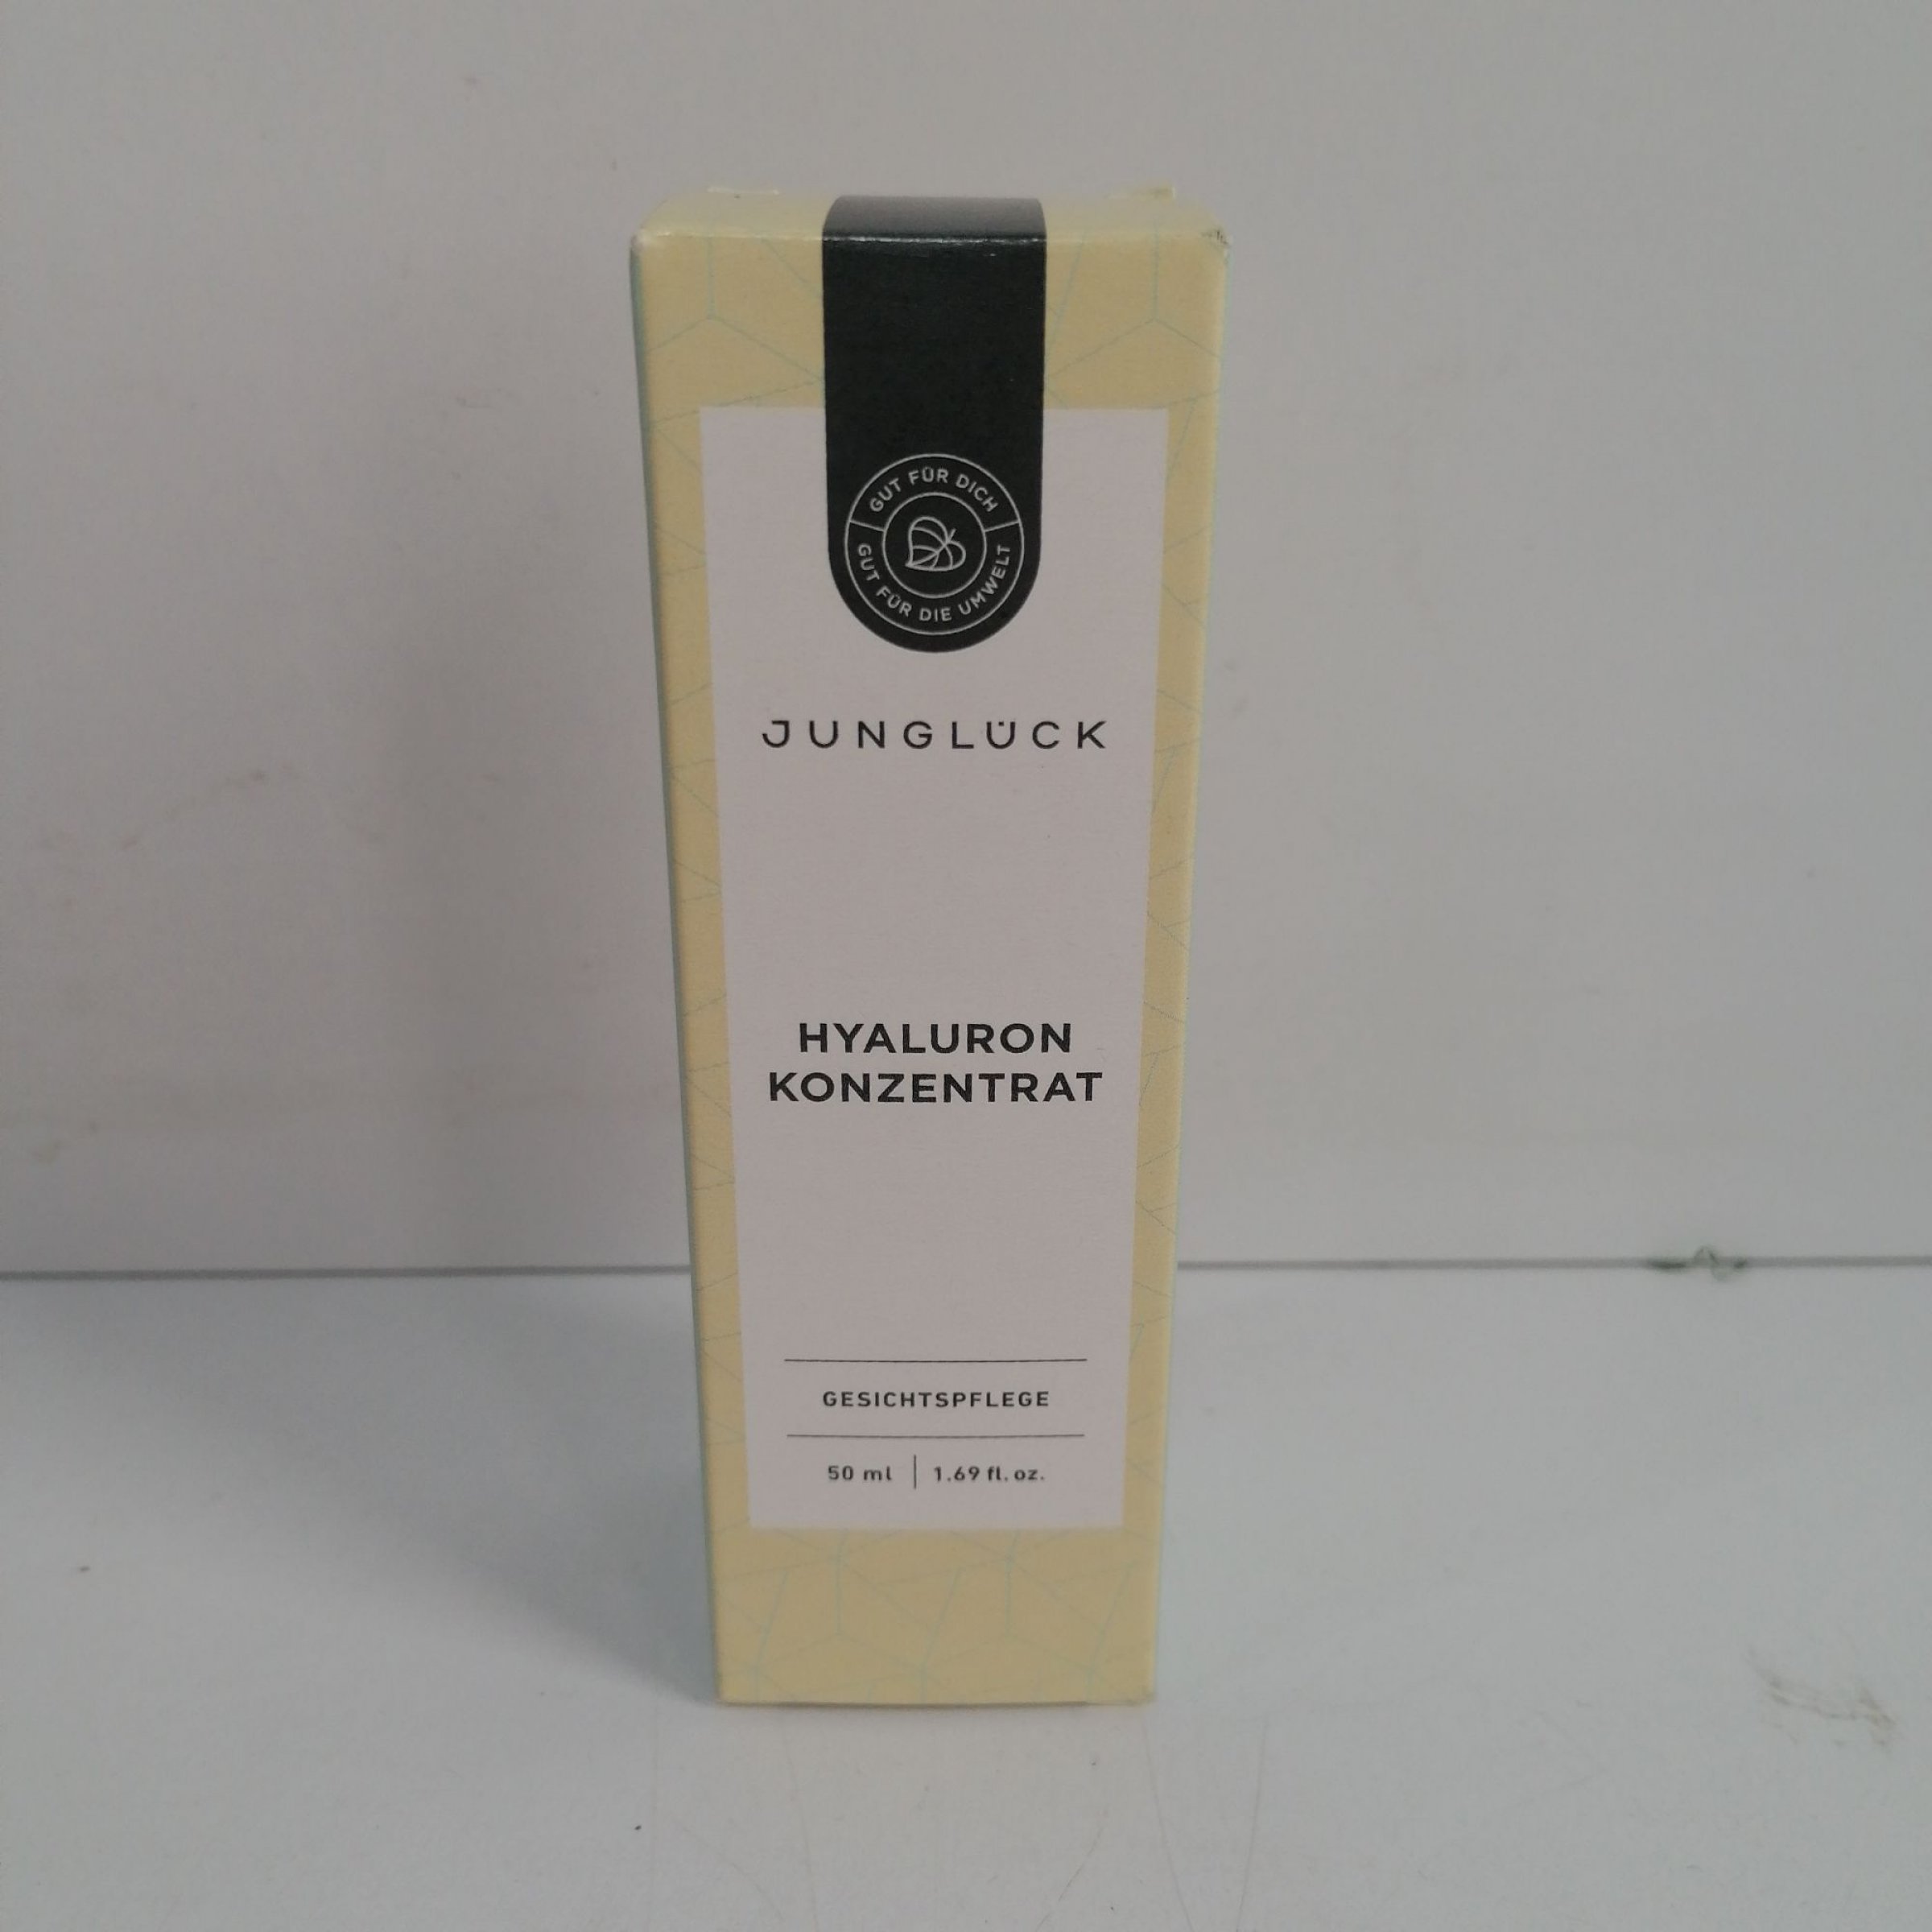 GUT FÜR DICH
GUT FÜR DIE UMWELT
JUNGLÜCK
HYALURON
KONZENTRAT
GESICHTSPFLEGE
50 ml | 1.69 fl. oz.